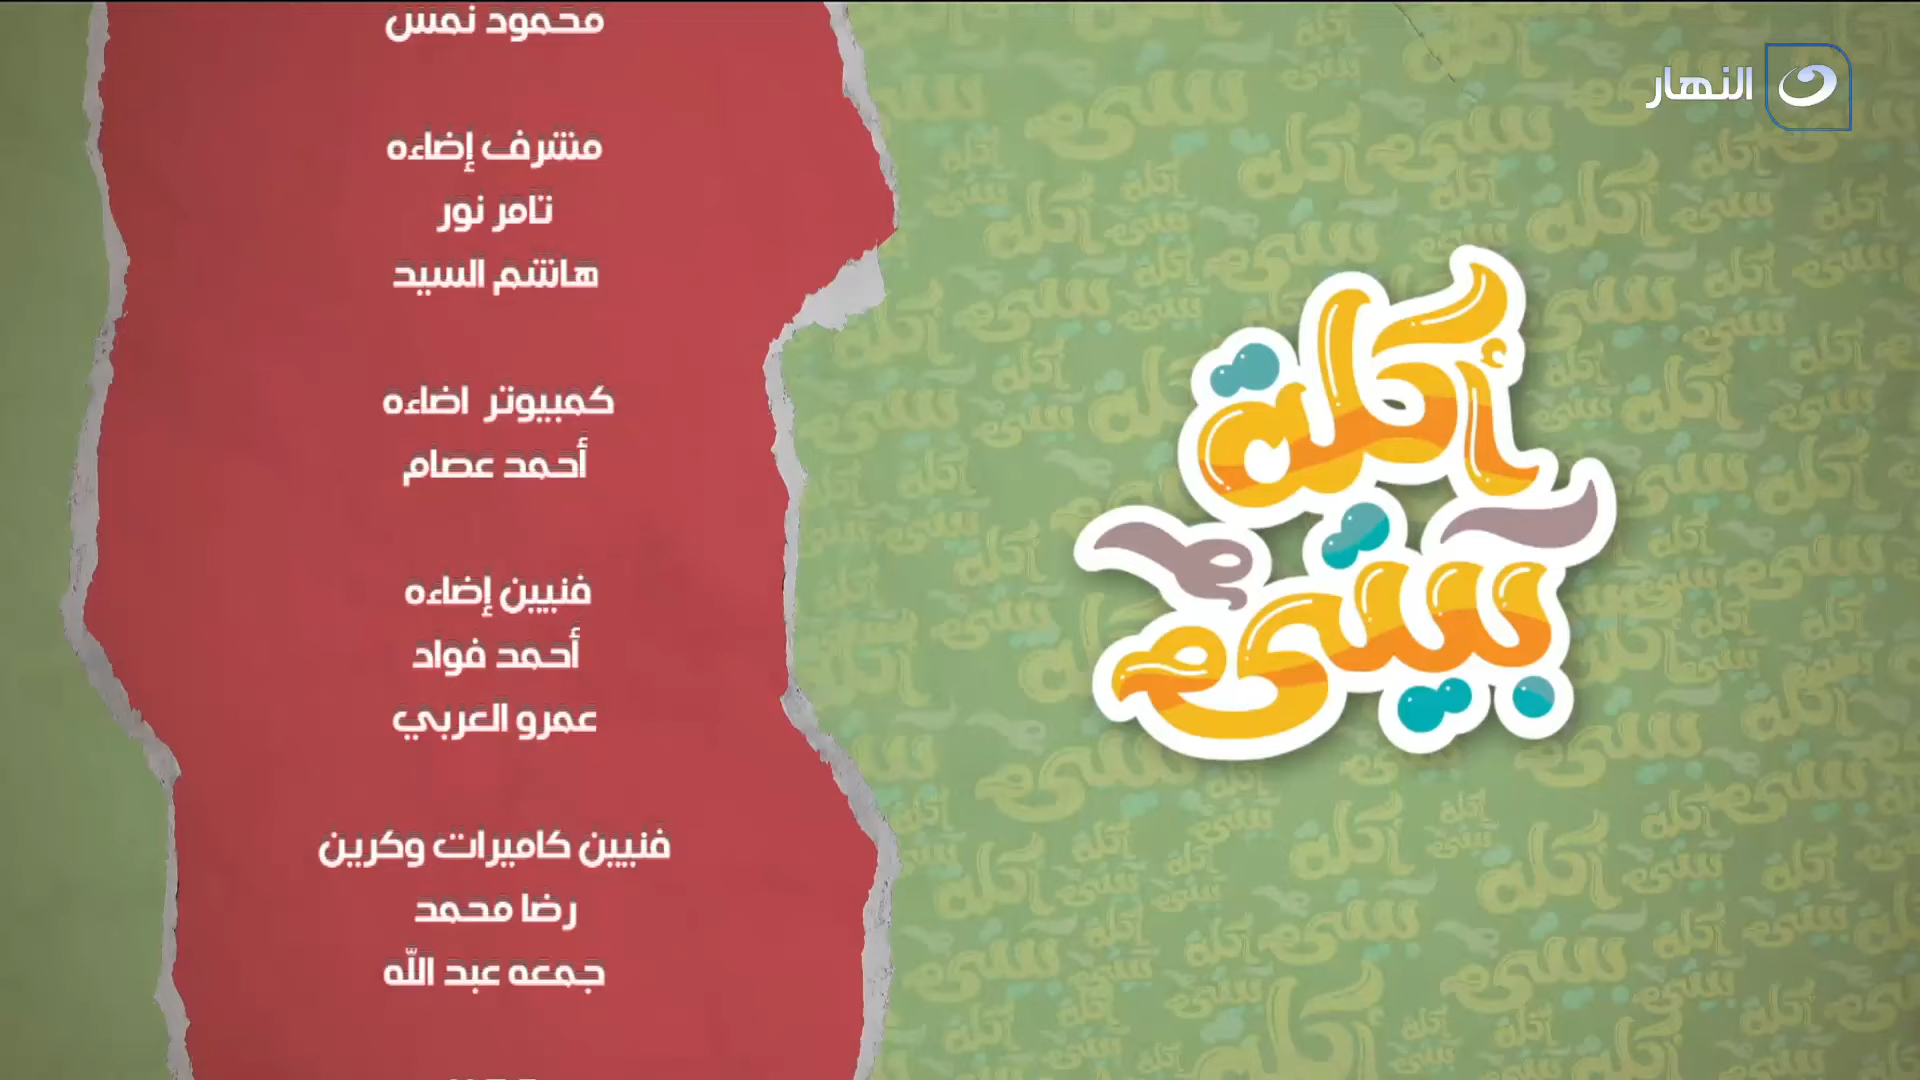 النهار
محمود نمس
مشرف إضاءه
تامر نور
هاشم السيد
كمبيوتر اضاءه
أحمد عصام
فنيين إضاءه
أحمد فواد
عمرو العربي
فنيين كاميرات وكرين
رضا محمد
جمعه عبد الله
أكلة
بيتي